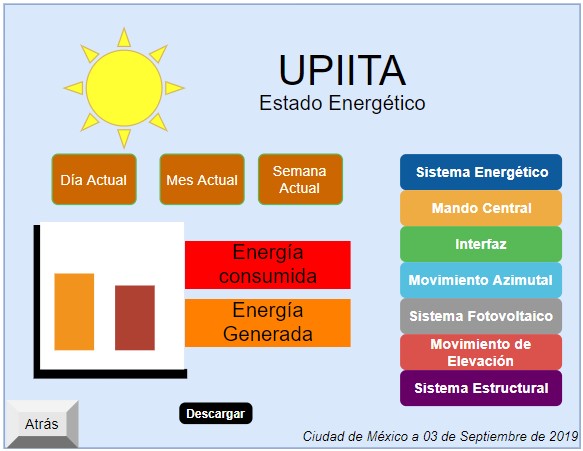 UPIITA
Estado Energético
Día Actual
Mes Actual
Semana
Actual
Sistema Energético
Mando Central
Interfaz
Movimiento Azimutal
Sistema Fotovoltaico
Movimiento de
Elevación
Sistema Estructural
Energía
consumida
Energía
Generada
Descargar
Atrás
Ciudad de México a 03 de Septiembre de 2019